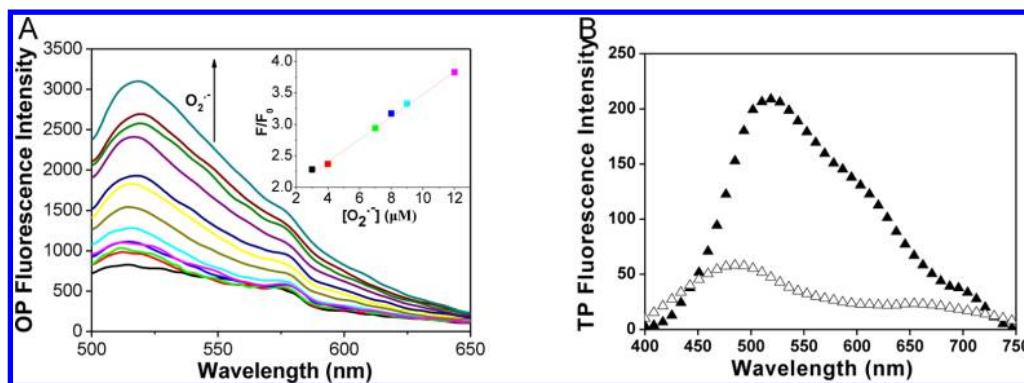 A
OP Fluorescence Intensity
3500
3000
2500
2000
1500
1000
500
0
500 550 600 650
Wavelength (nm)
O₂·⁻
F/F₀
4.0
3.5
3.0
2.5
2.0
2 4 6 8 10 12
[O₂·⁻] (μM)
B
TP Fluorescence Intensity
250
200
150
100
50
0
400 450 500 550 600 650 700 750
Wavelength (nm)